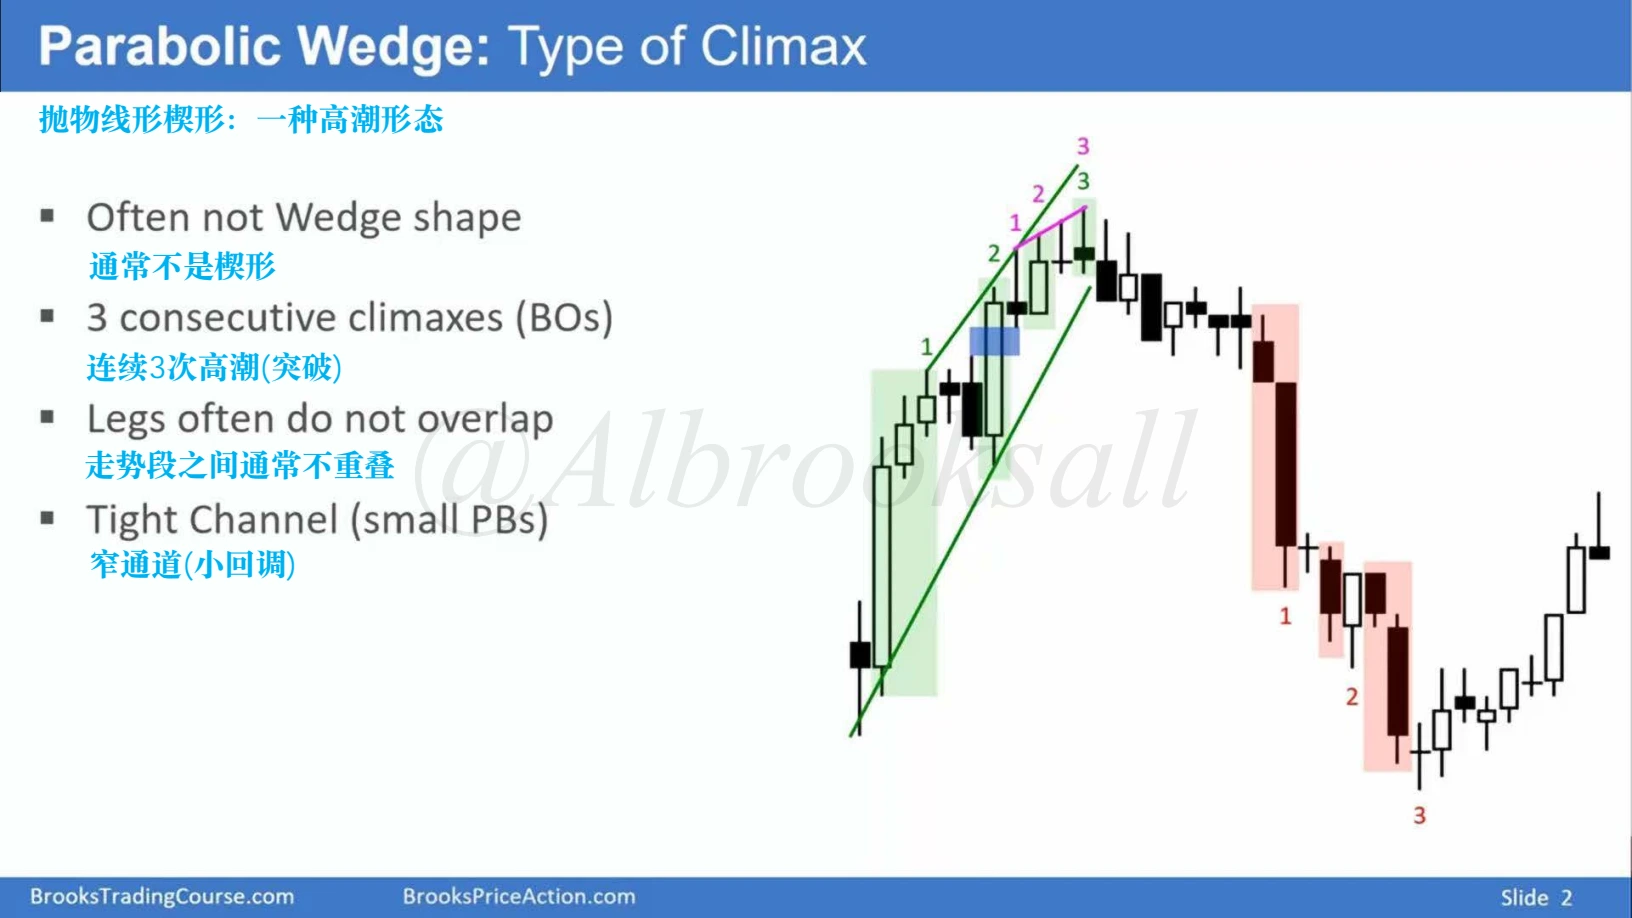 Parabolic Wedge: Type of Climax
抛物线形楔形：一种高潮形态
▪ Often not Wedge shape
通常不是楔形
▪ 3 consecutive climaxes (BOs)
连续3次高潮(突破)
▪ Legs often do not overlap
走势段之间通常不重叠
▪ Tight Channel (small PBs)
窄通道(小回调)
@Albrooksall
3
3
2
1
2
1
1
2
3
BrooksTradingCourse.com
BrooksPriceAction.com
Slide 2